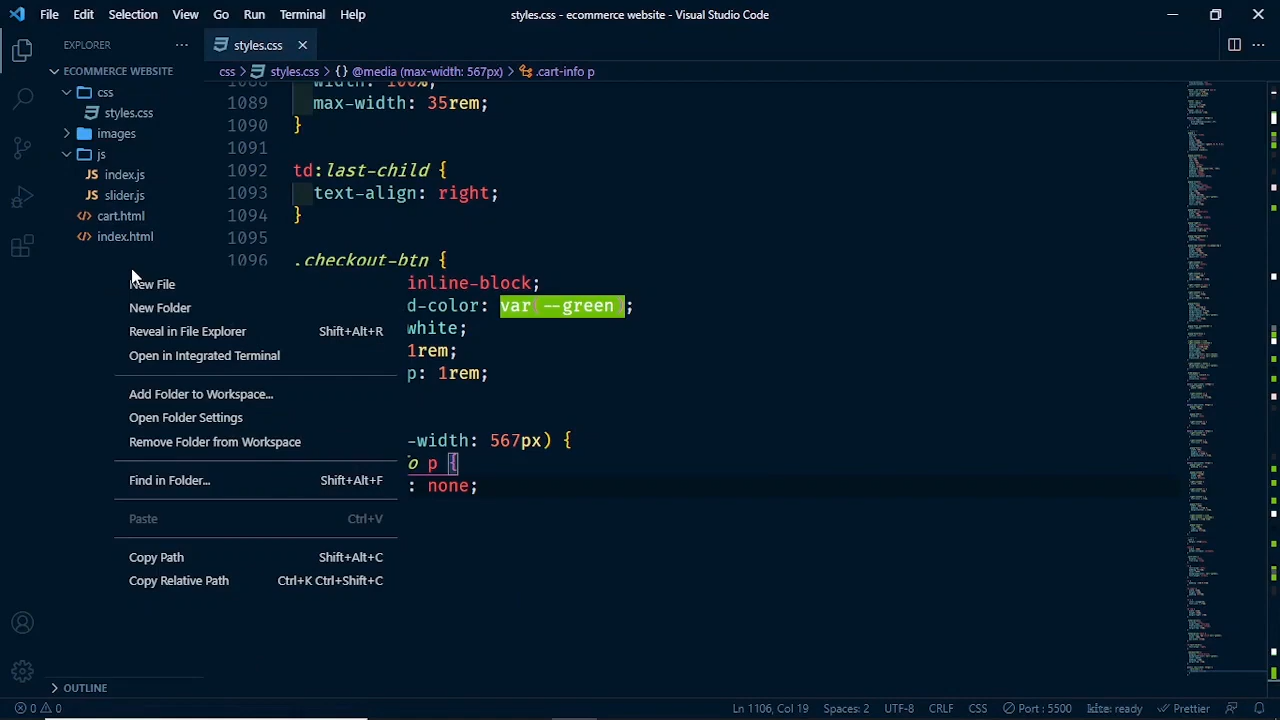 File Edit Selection View Go Run Terminal Help styles.css - ecommerce website - Visual Studio Code
EXPLORER ··· styles.css
ECOMMERCE WEBSITE
css > styles.css > {} @media (max-width: 567px) > .cart-info p
css
styles.css
images
js
index.js
slider.js
cart.html
index.html
1088 width: 100%;
1089 max-width: 35rem;
1090 }
1091
1092 td:last-child {
1093 text-align: right;
1094 }
1095
1096 .checkout-btn {
inline-block;
d-color: var(--green);
white;
1rem;
p: 1rem;
-width: 567px) {
o p {
: none;
New File
New Folder
Reveal in File Explorer Shift+Alt+R
Open in Integrated Terminal
Add Folder to Workspace...
Open Folder Settings
Remove Folder from Workspace
Find in Folder... Shift+Alt+F
Paste Ctrl+V
Copy Path Shift+Alt+C
Copy Relative Path Ctrl+K Ctrl+Shift+C
OUTLINE
0 0 Ln 1106, Col 19 Spaces: 2 UTF-8 CRLF CSS Port : 5500 kite: ready Prettier